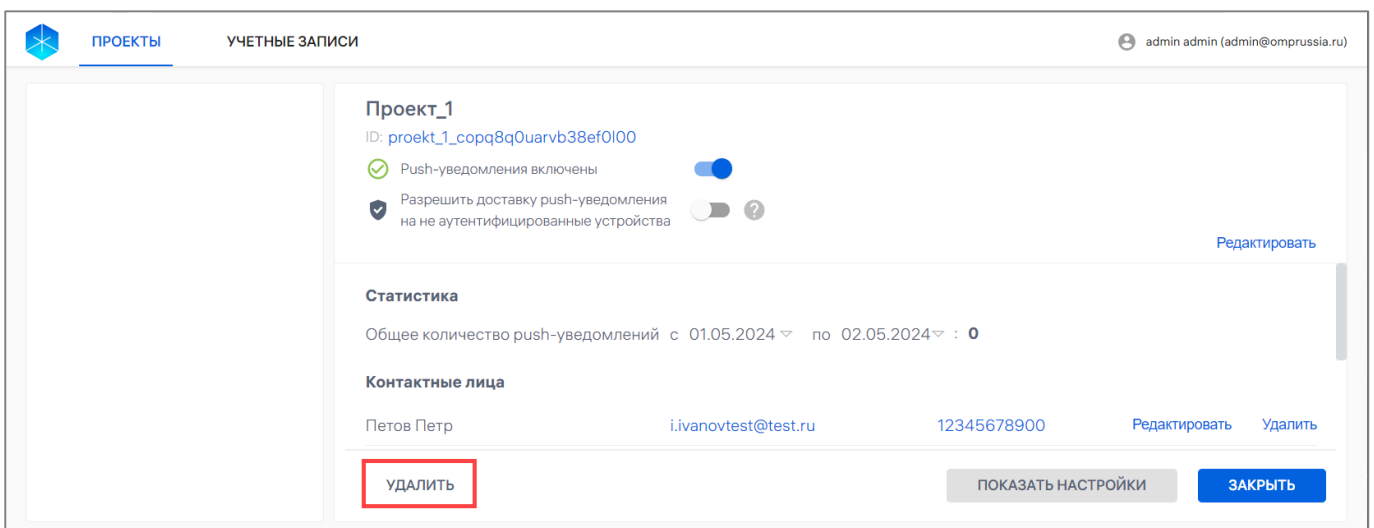 ПРОЕКТЫ УЧЕТНЫЕ ЗАПИСИ admin admin (admin@omprussia.ru)
Проект_1
ID: proekt_1_copq8q0uarvb38ef0l00
Push-уведомления включены
Разрешить доставку push-уведомления
на не аутентифицированные устройства ?
Редактировать
Статистика
Общее количество push-уведомлений с 01.05.2024 по 02.05.2024 : 0
Контактные лица
Петов Петр i.ivanovtest@test.ru 12345678900 Редактировать Удалить
УДАЛИТЬ ПОКАЗАТЬ НАСТРОЙКИ ЗАКРЫТЬ